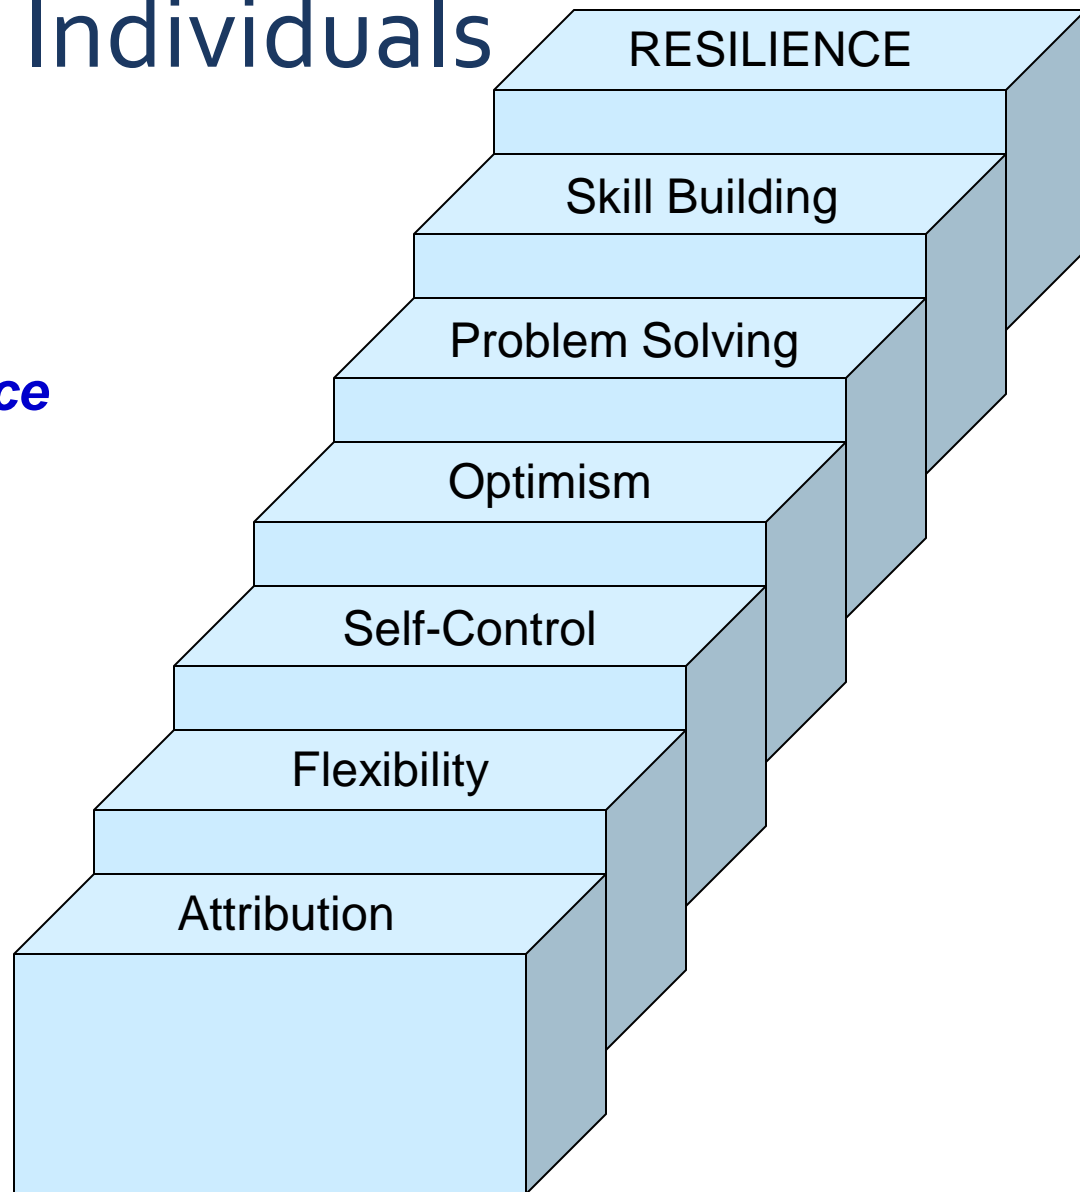 Individuals
RESILIENCE
Skill Building
Problem Solving
ce
Optimism
Self-Control
Flexibility
Attribution